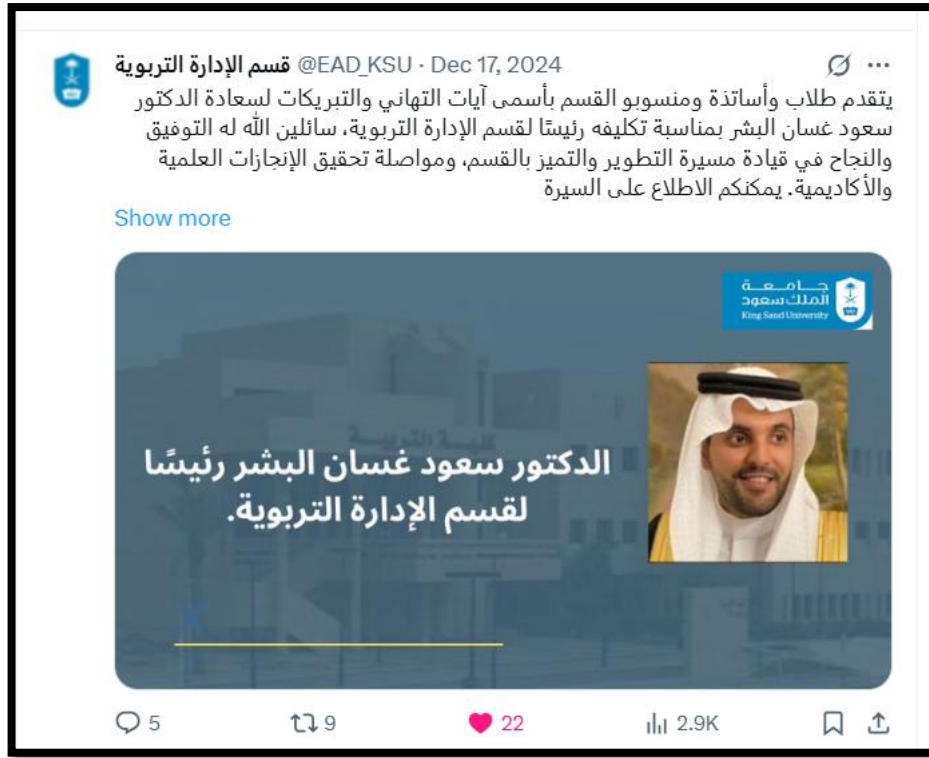 قسم الإدارة التربوية @EAD_KSU · Dec 17, 2024
يتقدم طلاب وأساتذة ومنسوبو القسم بأسمى آيات التهاني والتبريكات لسعادة الدكتور
سعود غسان البشر بمناسبة تكليفه رئيسًا لقسم الإدارة التربوية، سائلين الله له التوفيق
والنجاح في قيادة مسيرة التطوير والتميز بالقسم، ومواصلة تحقيق الإنجازات العلمية
والأكاديمية. يمكنكم الاطلاع على السيرة
Show more
جامعة
الملك سعود
King Saud University
كلية التربية
الدكتور سعود غسان البشر رئيسًا
لقسم الإدارة التربوية.
5 9 22 2.9K